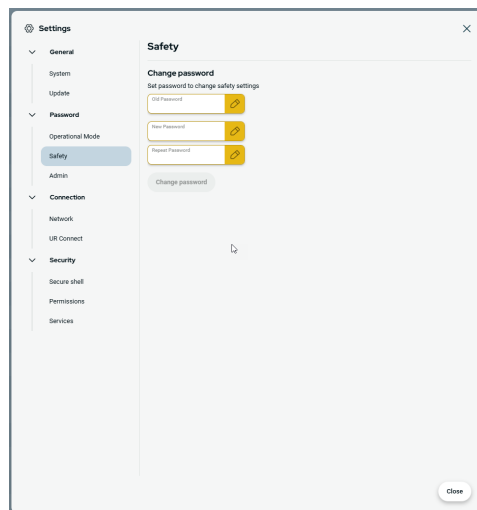 Settings
General
System
Update
Password
Operational Mode
Safety
Admin
Connection
Network
UR Connect
Security
Secure shell
Permissions
Services
Safety
Change password
Set password to change safety settings
Old Password
New Password
Repeat Password
Change password
Close